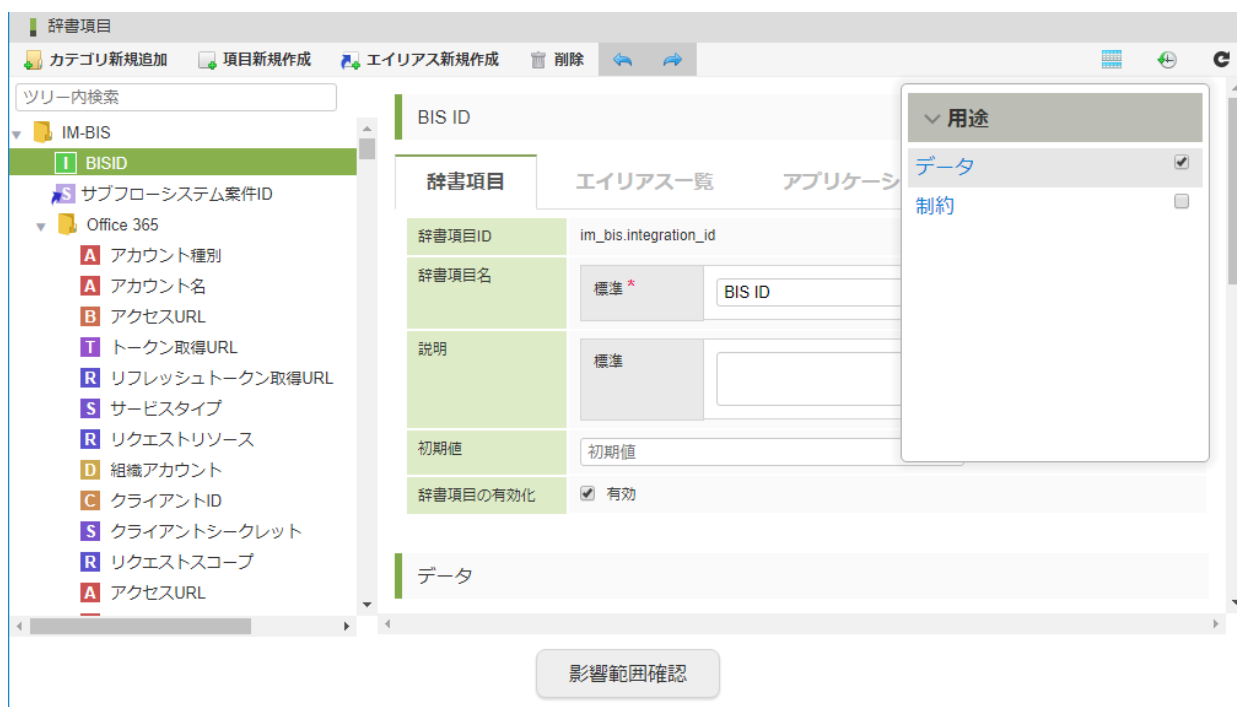 辞書項目
カテゴリ新規追加 項目新規作成 エイリアス新規作成 削除
ツリー内検索
IM-BIS
I BISID
S サブフローシステム案件ID
Office 365
A アカウント種別
A アカウント名
B アクセスURL
T トークン取得URL
R リフレッシュトークン取得URL
S サービスタイプ
R リクエストリソース
D 組織アカウント
C クライアントID
S クライアントシークレット
R リクエストスコープ
A アクセスURL
BIS ID
辞書項目 エイリアス一覧 アプリケーシ
辞書項目ID im_bis.integration_id
辞書項目名 標準 * BIS ID
説明 標準
初期値 初期値
辞書項目の有効化 有効
データ
用途
データ
制約
影響範囲確認